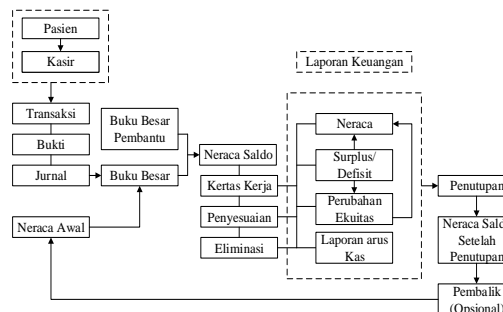 Pasien
Kasir
Laporan Keuangan
Transaksi
Bukti
Jurnal
Buku Besar
Pembantu
Buku Besar
Neraca Awal
Neraca Saldo
Kertas Kerja
Penyesuaian
Eliminasi
Neraca
Surplus/
Defisit
Perubahan
Ekuitas
Laporan arus
Kas
Penutupan
Neraca Saldo
Setelah
Penutupan
Pembalik
(Opsional)